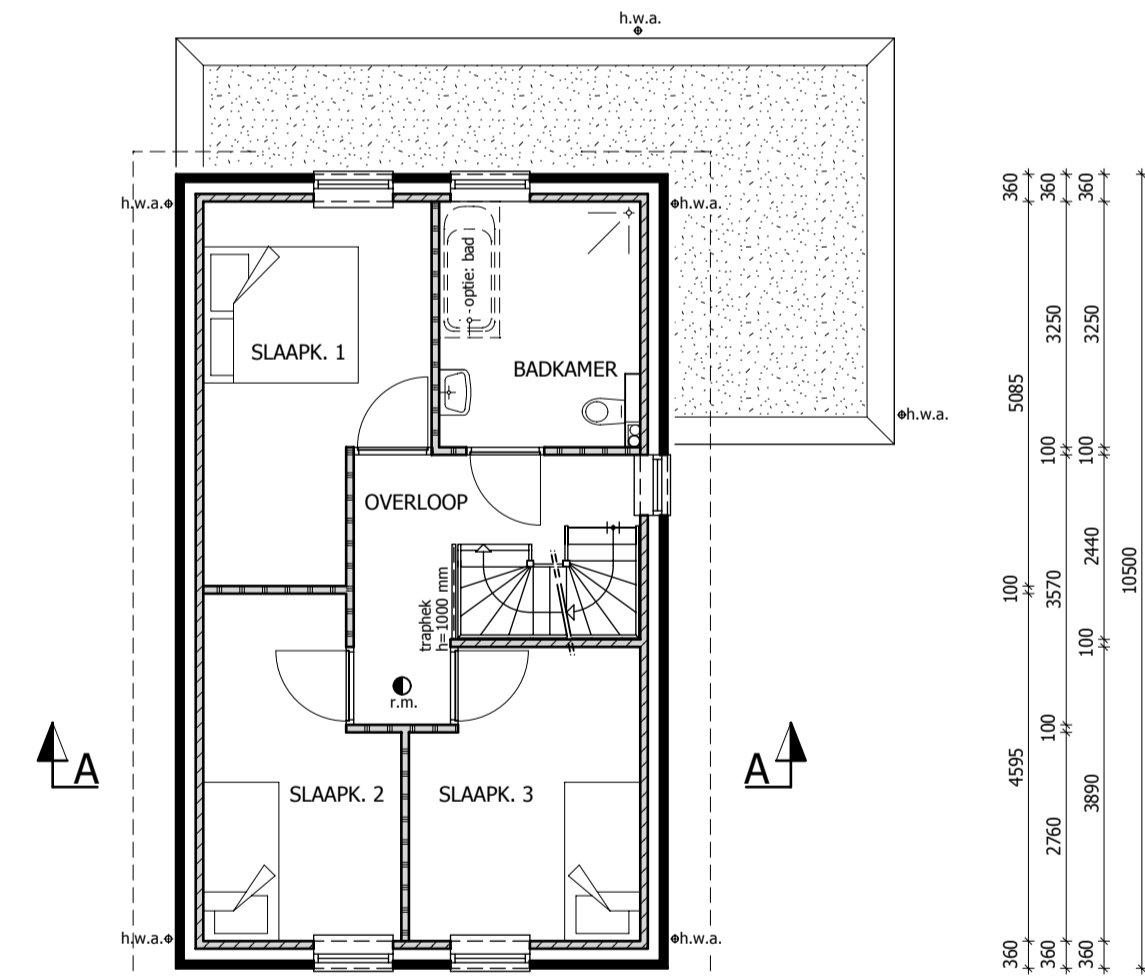 h.w.a.
h.w.a.
h.w.a.
optie: bad
SLAAPK. 1
BADKAMER
h.w.a.
OVERLOOP
traphek
h=1000 mm
r.m.
A
A
SLAAPK. 2
SLAAPK. 3
h.w.a.
h.w.a.
360
5085
100
4595
360
360
3250
100
3570
100
2760
360
360
3250
100
2440
100
3890
360
10500